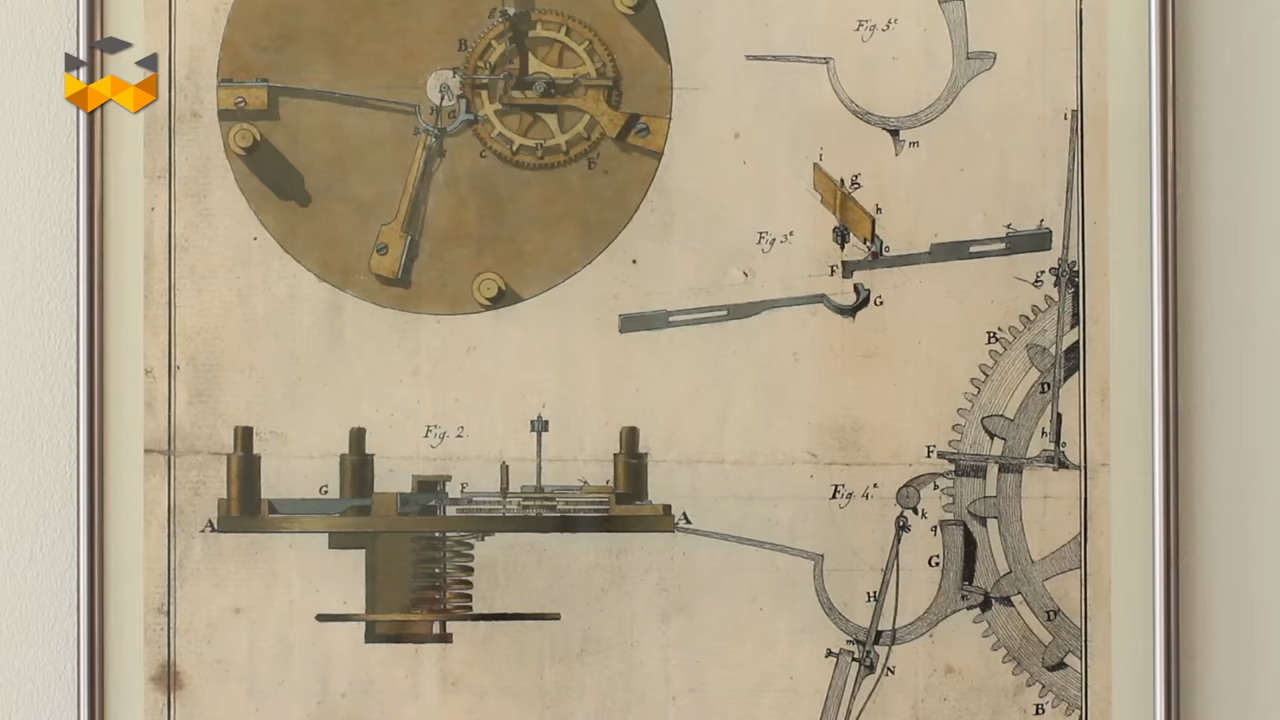 Fig. 5.e
m
B
F
G
C
D
B'
i
g
h
Fig 3.e
o
F
G
i
g
B'
D
h
o
F
Fig. 2.
G
F
A
A
Fig. 4.e
b
k
q
G
H
D'
m
N
B'